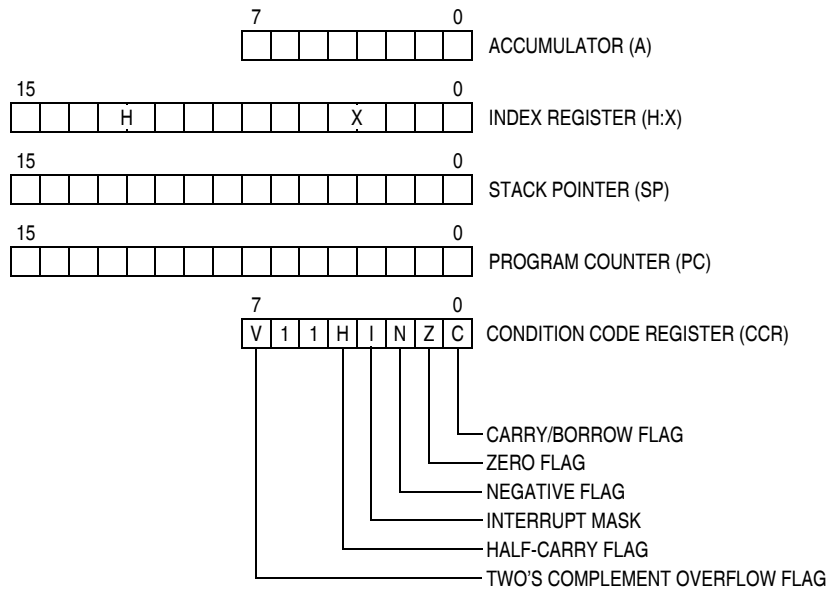 7 0
ACCUMULATOR (A)
15 0
H X INDEX REGISTER (H:X)
15 0
STACK POINTER (SP)
15 0
PROGRAM COUNTER (PC)
7 0
V 1 1 H I N Z C CONDITION CODE REGISTER (CCR)
CARRY/BORROW FLAG
ZERO FLAG
NEGATIVE FLAG
INTERRUPT MASK
HALF-CARRY FLAG
TWO'S COMPLEMENT OVERFLOW FLAG